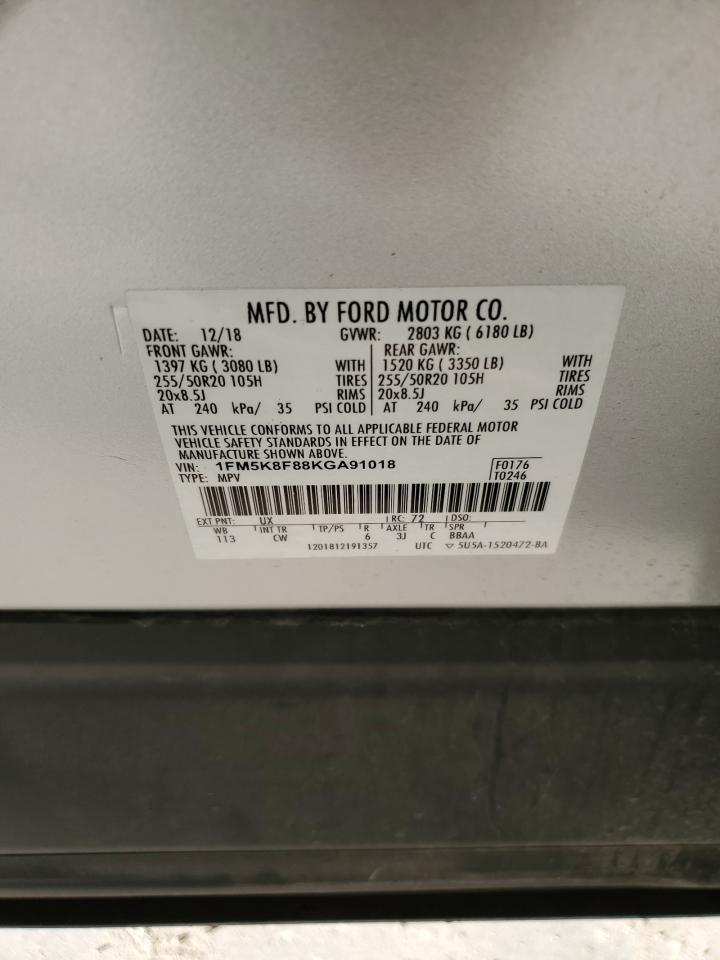 MFD. BY FORD MOTOR CO.
DATE: 12/18 GVWR: 2803 KG ( 6180 LB)
FRONT GAWR: REAR GAWR:
1397 KG ( 3080 LB) WITH 1520 KG ( 3350 LB) WITH
255/50R20 105H TIRES 255/50R20 105H TIRES
20x8.5J RIMS 20x8.5J RIMS
AT 240 kPa/ 35 PSI COLD AT 240 kPa/ 35 PSI COLD
THIS VEHICLE CONFORMS TO ALL APPLICABLE FEDERAL MOTOR
VEHICLE SAFETY STANDARDS IN EFFECT ON THE DATE OF
MANUFACTURE SHOWN ABOVE.
VIN: 1FM5K8F88KGA91018 F0176
TYPE: MPV T0246
EXT PNT: UX RC: 72 DSO:
WB INT TR TP/PS R AXLE TR SPR
113 CW 6 3J C BBAA
1201812191357 UTC ▽ 5U5A-1520472-BA